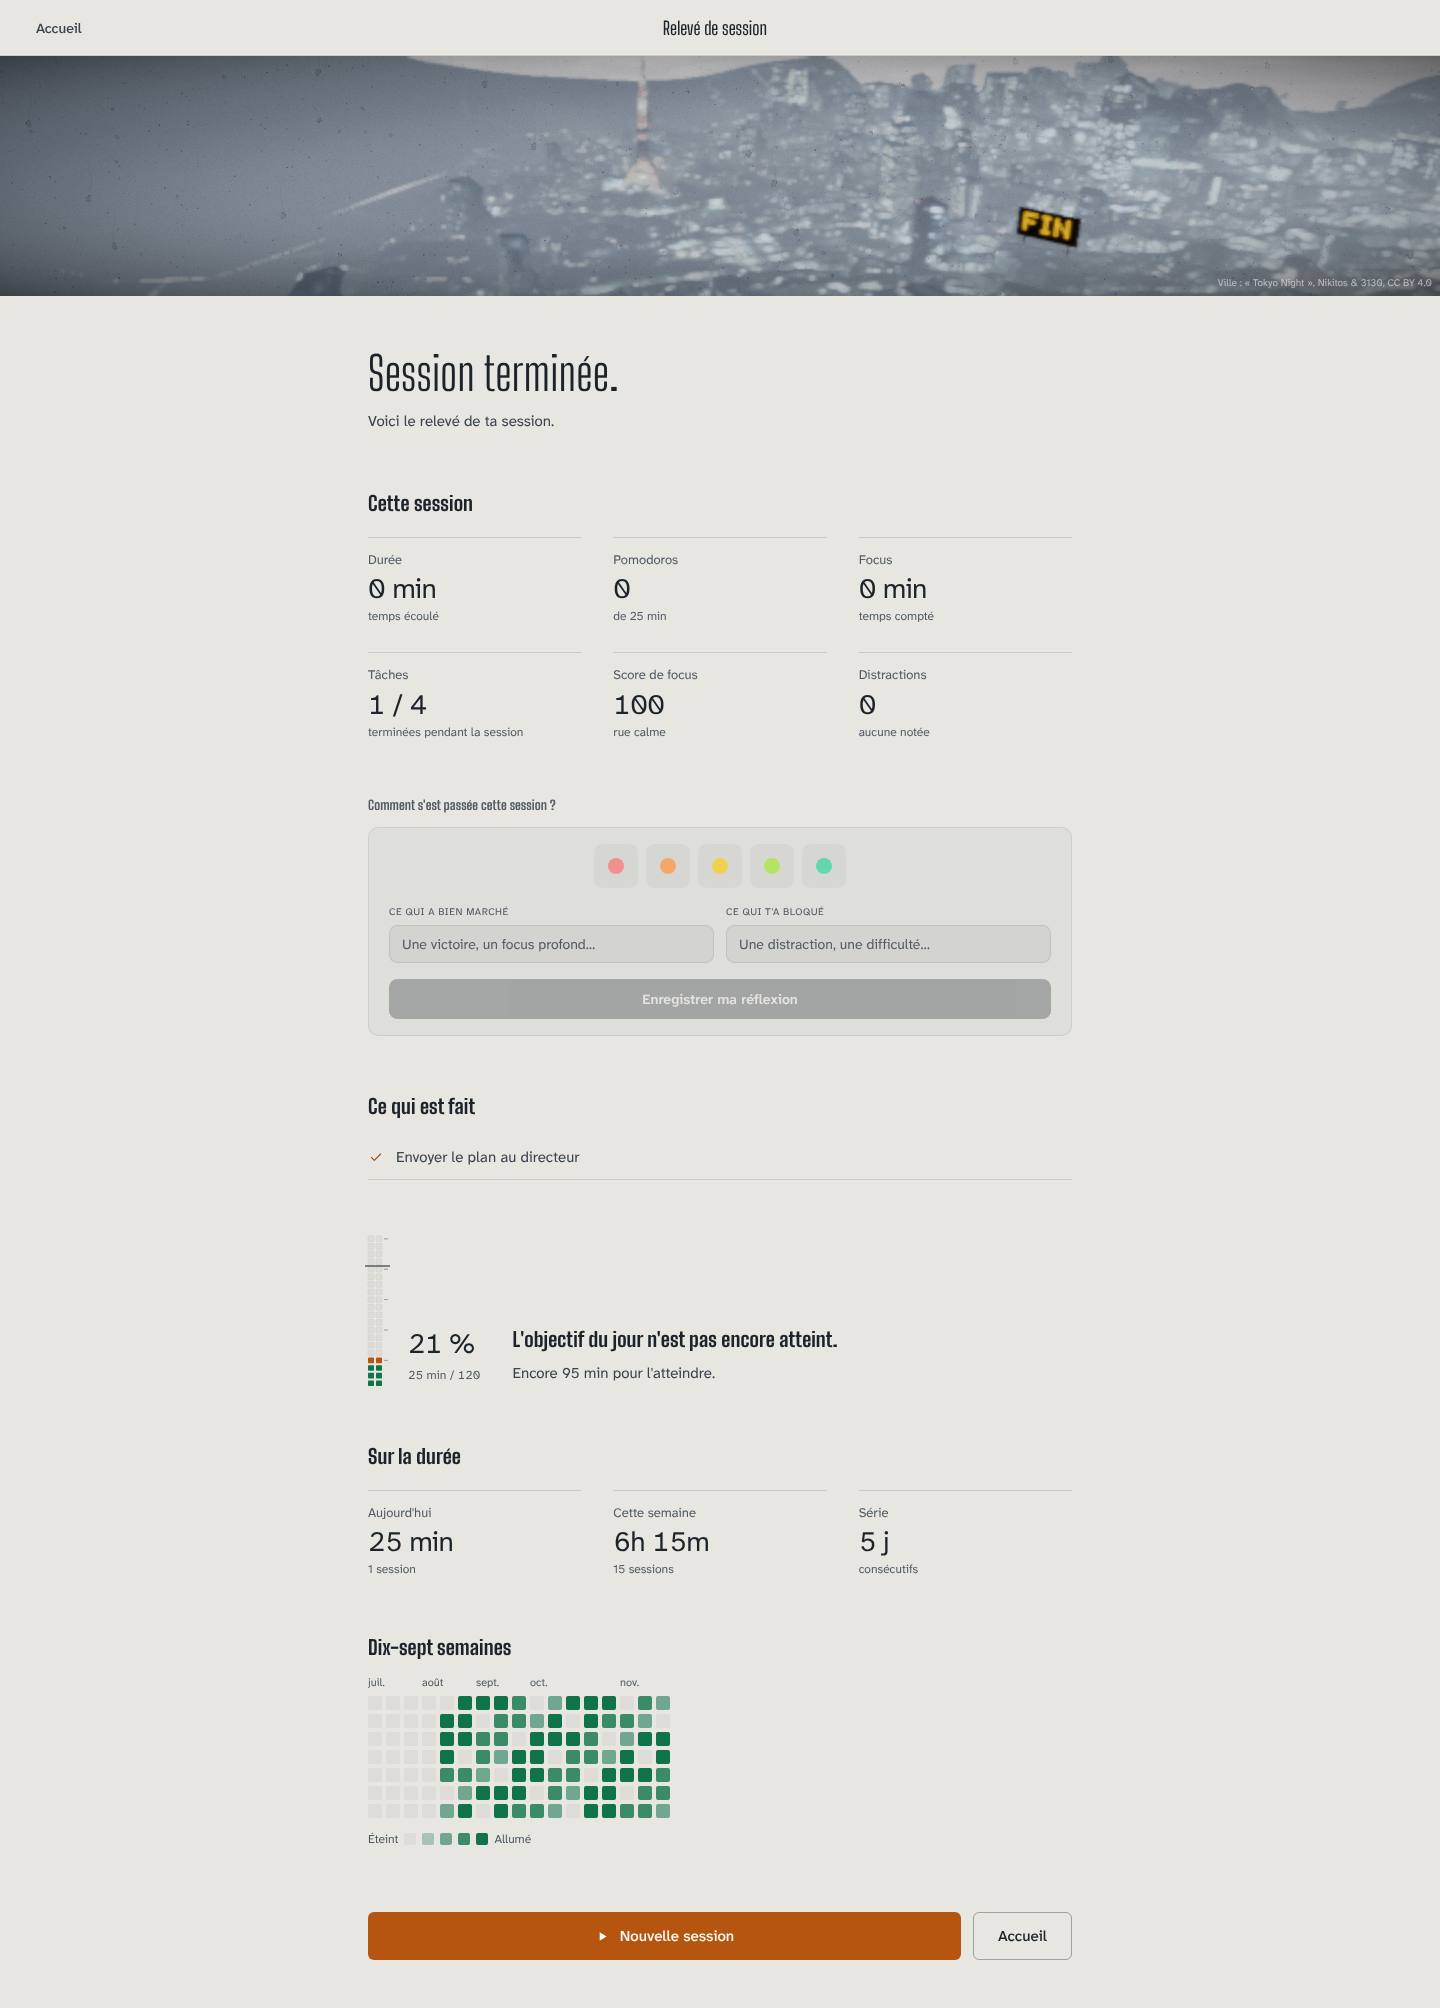 Accueil
Relevé de session
FIN
Ville : « Tokyo Night », Nikitos & 3130, CC BY 4.0
Session terminée.
Voici le relevé de ta session.
Cette session
Durée
0 min
temps écoulé
Pomodoros
0
de 25 min
Focus
0 min
temps compté
Tâches
1 / 4
terminées pendant la session
Score de focus
100
rue calme
Distractions
0
aucune notée
Comment s'est passée cette session ?
CE QUI A BIEN MARCHÉ
Une victoire, un focus profond...
CE QUI T'A BLOQUÉ
Une distraction, une difficulté...
Enregistrer ma réflexion
Ce qui est fait
Envoyer le plan au directeur
21 %
25 min / 120
L'objectif du jour n'est pas encore atteint.
Encore 95 min pour l'atteindre.
Sur la durée
Aujourd'hui
25 min
1 session
Cette semaine
6h 15m
15 sessions
Série
5 j
consécutifs
Dix-sept semaines
juil. août sept. oct. nov.
Éteint Allumé
Nouvelle session
Accueil